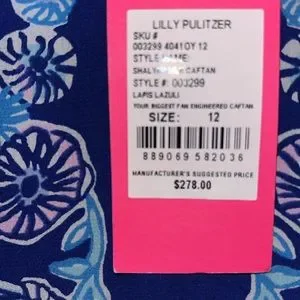 LILLY PULITZER
SKU #
003299 4041OY 12
STYLE NAME:
CAFTAN
STYLE #: 003299
LAPIS LAZULI
YOUR BIGGEST FAN ENGINEERED CAFTAN
SIZE: 12
889069 582036
MANUFACTURER'S SUGGESTED PRICE
$278.00